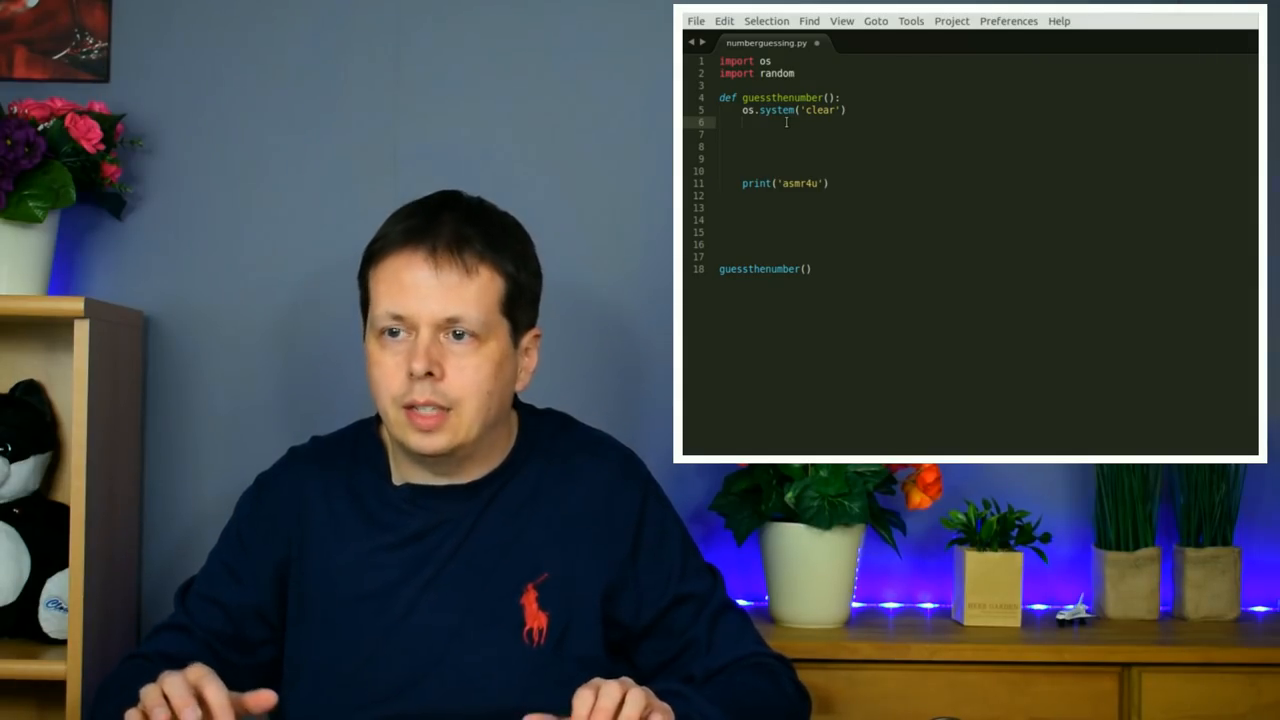 File Edit Selection Find View Goto Tools Project Preferences Help
numberguessing.py
1 import os
2 import random
3
4 def guessthenumber():
5 os.system('clear')
6
7
8
9
10
11 print('asmr4u')
12
13
14
15
16
17
18 guessthenumber()
HERB GARDEN